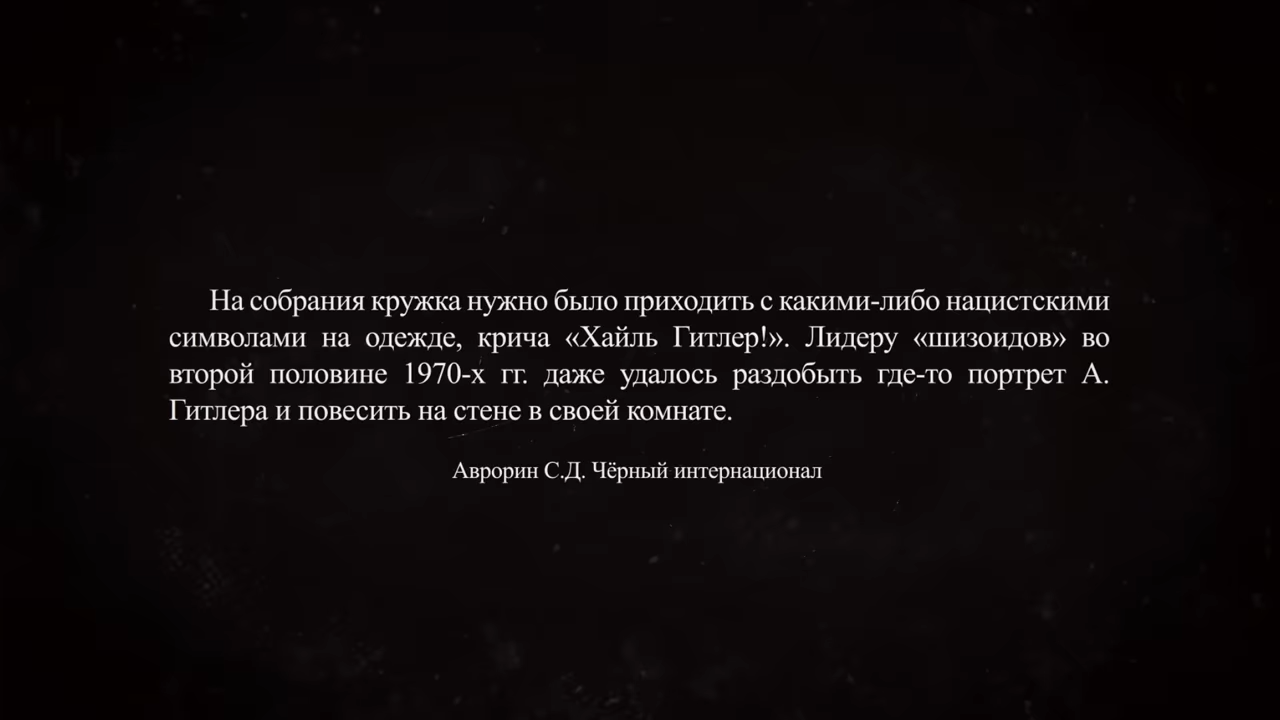 На собрания кружка нужно было приходить с какими-либо нацистскими
символами на одежде, крича «Хайль Гитлер!». Лидеру «шизоидов» во
второй половине 1970-х гг. даже удалось раздобыть где-то портрет А.
Гитлера и повесить на стене в своей комнате.
Аврорин С.Д. Чёрный интернационал